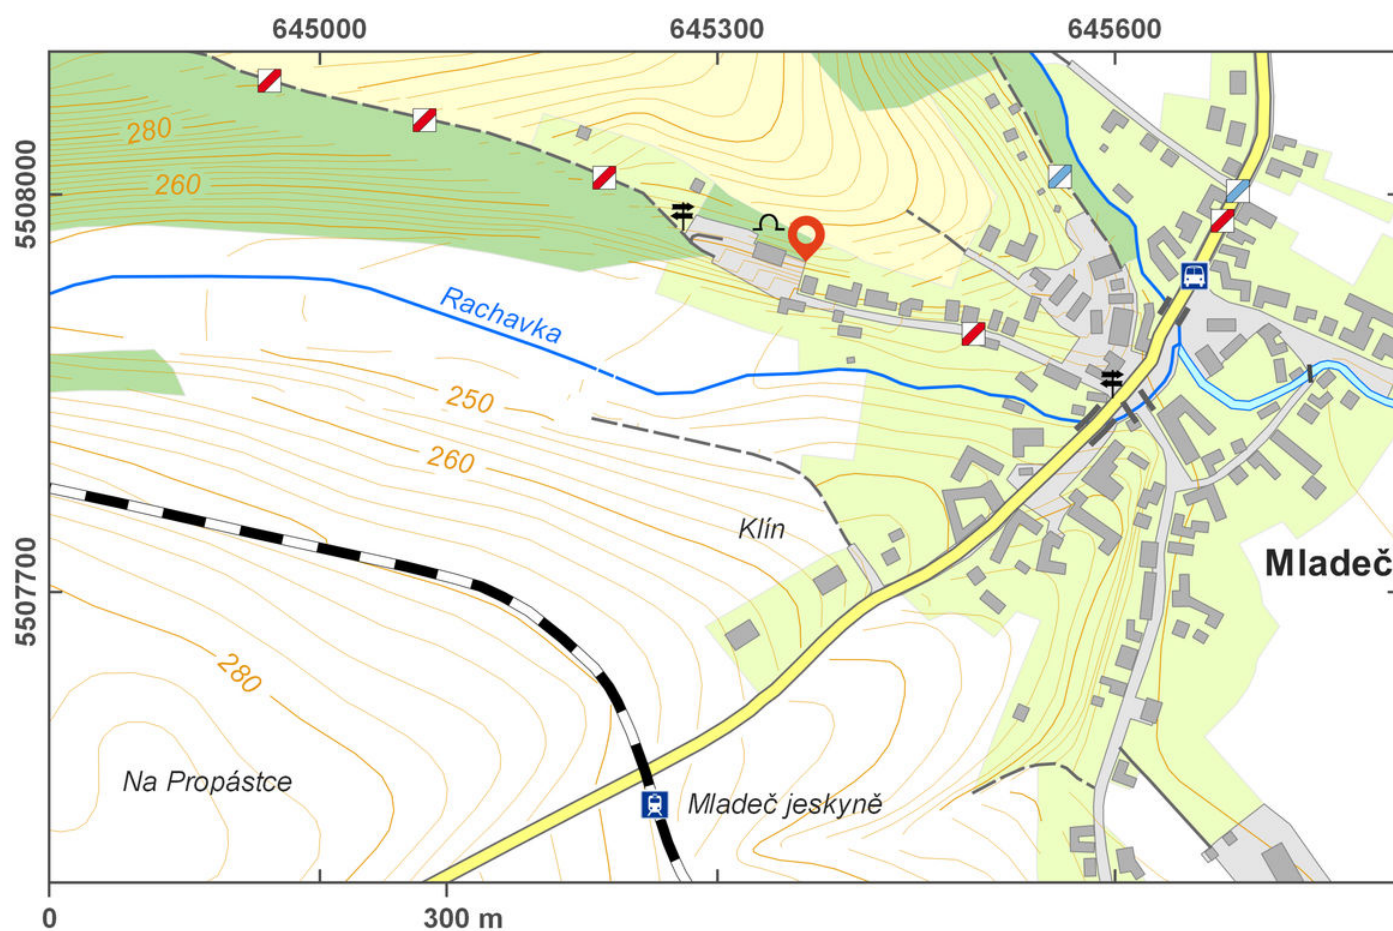 645000 645300 645600
280
5508000
260
Rachavka
250
260
Klín
5507700
Mladeč
280
Na Propástce
Mladeč jeskyně
0 300 m